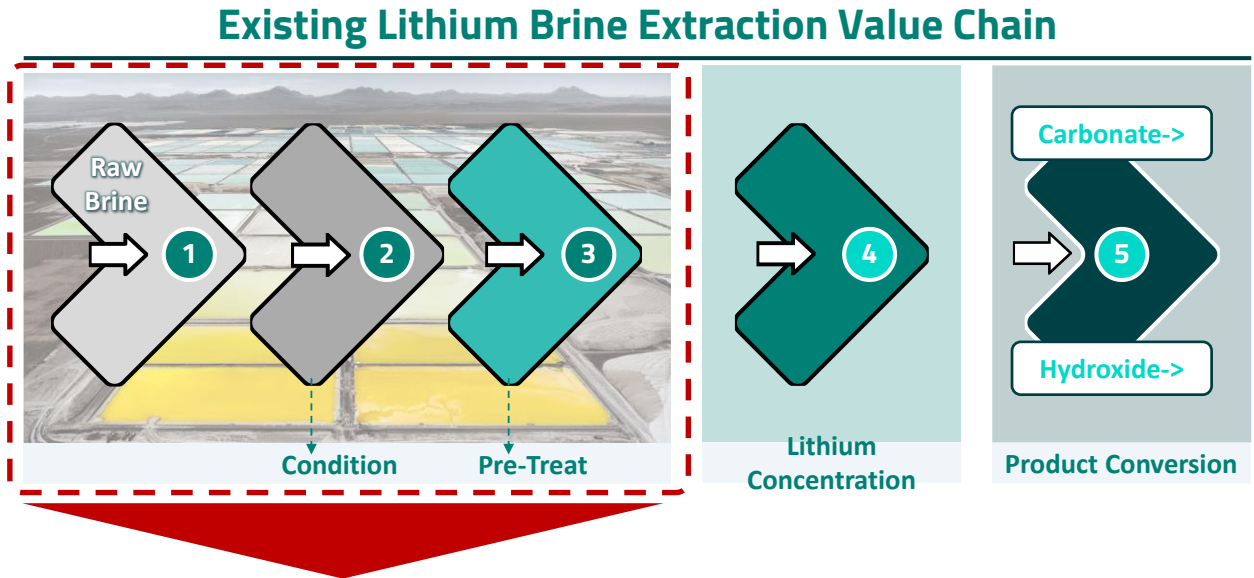 Existing Lithium Brine Extraction Value Chain
Raw
Brine
1
2
3
4
5
Carbonate->
Hydroxide->
Condition
Pre-Treat
Lithium
Concentration
Product Conversion